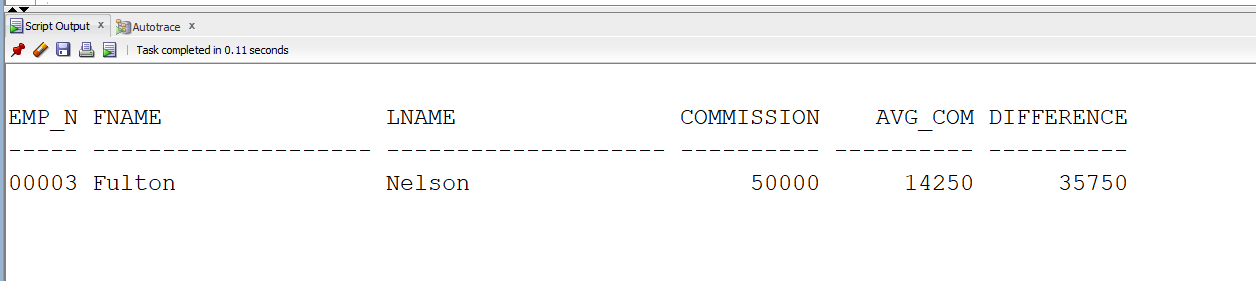 Script Output x Autotrace x
Task completed in 0.11 seconds
EMP_N FNAME                LNAME                COMMISSION    AVG_COM DIFFERENCE
----- -------------------- -------------------- ---------- ---------- ----------
00003 Fulton               Nelson                    50000      14250      35750